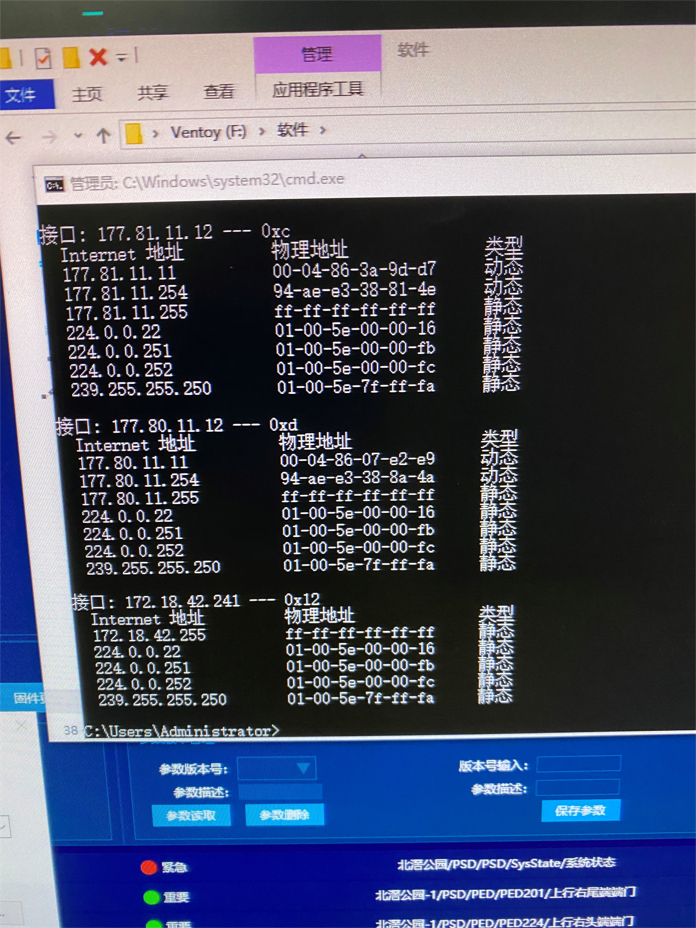 管理
软件
文件
主页
共享
查看
应用程序工具
Ventoy (F:) › 软件 ›
管理员: C:\Windows\system32\cmd.exe
接口: 177.81.11.12 --- 0xc
Internet 地址 物理地址 类型
177.81.11.11 00-04-86-3a-9d-d7 动态
177.81.11.254 94-ae-e3-38-81-4e 动态
177.81.11.255 ff-ff-ff-ff-ff-ff 静态
224.0.0.22 01-00-5e-00-00-16 静态
224.0.0.251 01-00-5e-00-00-fb 静态
224.0.0.252 01-00-5e-00-00-fc 静态
239.255.255.250 01-00-5e-7f-ff-fa 静态
接口: 177.80.11.12 --- 0xd
Internet 地址 物理地址 类型
177.80.11.11 00-04-86-07-e2-e9 动态
177.80.11.254 94-ae-e3-38-8a-4a 动态
177.80.11.255 ff-ff-ff-ff-ff-ff 静态
224.0.0.22 01-00-5e-00-00-16 静态
224.0.0.251 01-00-5e-00-00-fb 静态
224.0.0.252 01-00-5e-00-00-fc 静态
239.255.255.250 01-00-5e-7f-ff-fa 静态
接口: 172.18.42.241 --- 0x12
Internet 地址 物理地址 类型
172.18.42.255 ff-ff-ff-ff-ff-ff 静态
224.0.0.22 01-00-5e-00-00-16 静态
224.0.0.251 01-00-5e-00-00-fb 静态
224.0.0.252 01-00-5e-00-00-fc 静态
239.255.255.250 01-00-5e-7f-ff-fa 静态
固件
38 C:\Users\Administrator>
参数版本号: 版本号输入:
参数描述: 参数描述:
参数读取 参数删除 保存参数
紧急 北滘公园/PSD/PSD/SysState/系统状态
重要 北滘公园-1/PSD/PED/PED201/上行右尾端端门
重要 北滘公园-1/PSD/PED/PED224/上行右头端端门